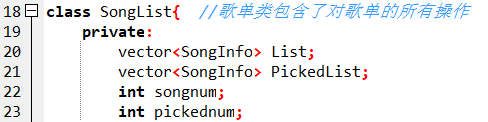 18 class SongList{  //歌单类包含了对歌单的所有操作
19     private:
20         vector<SongInfo> List;
21         vector<SongInfo> PickedList;
22         int songnum;
23         int pickednum;